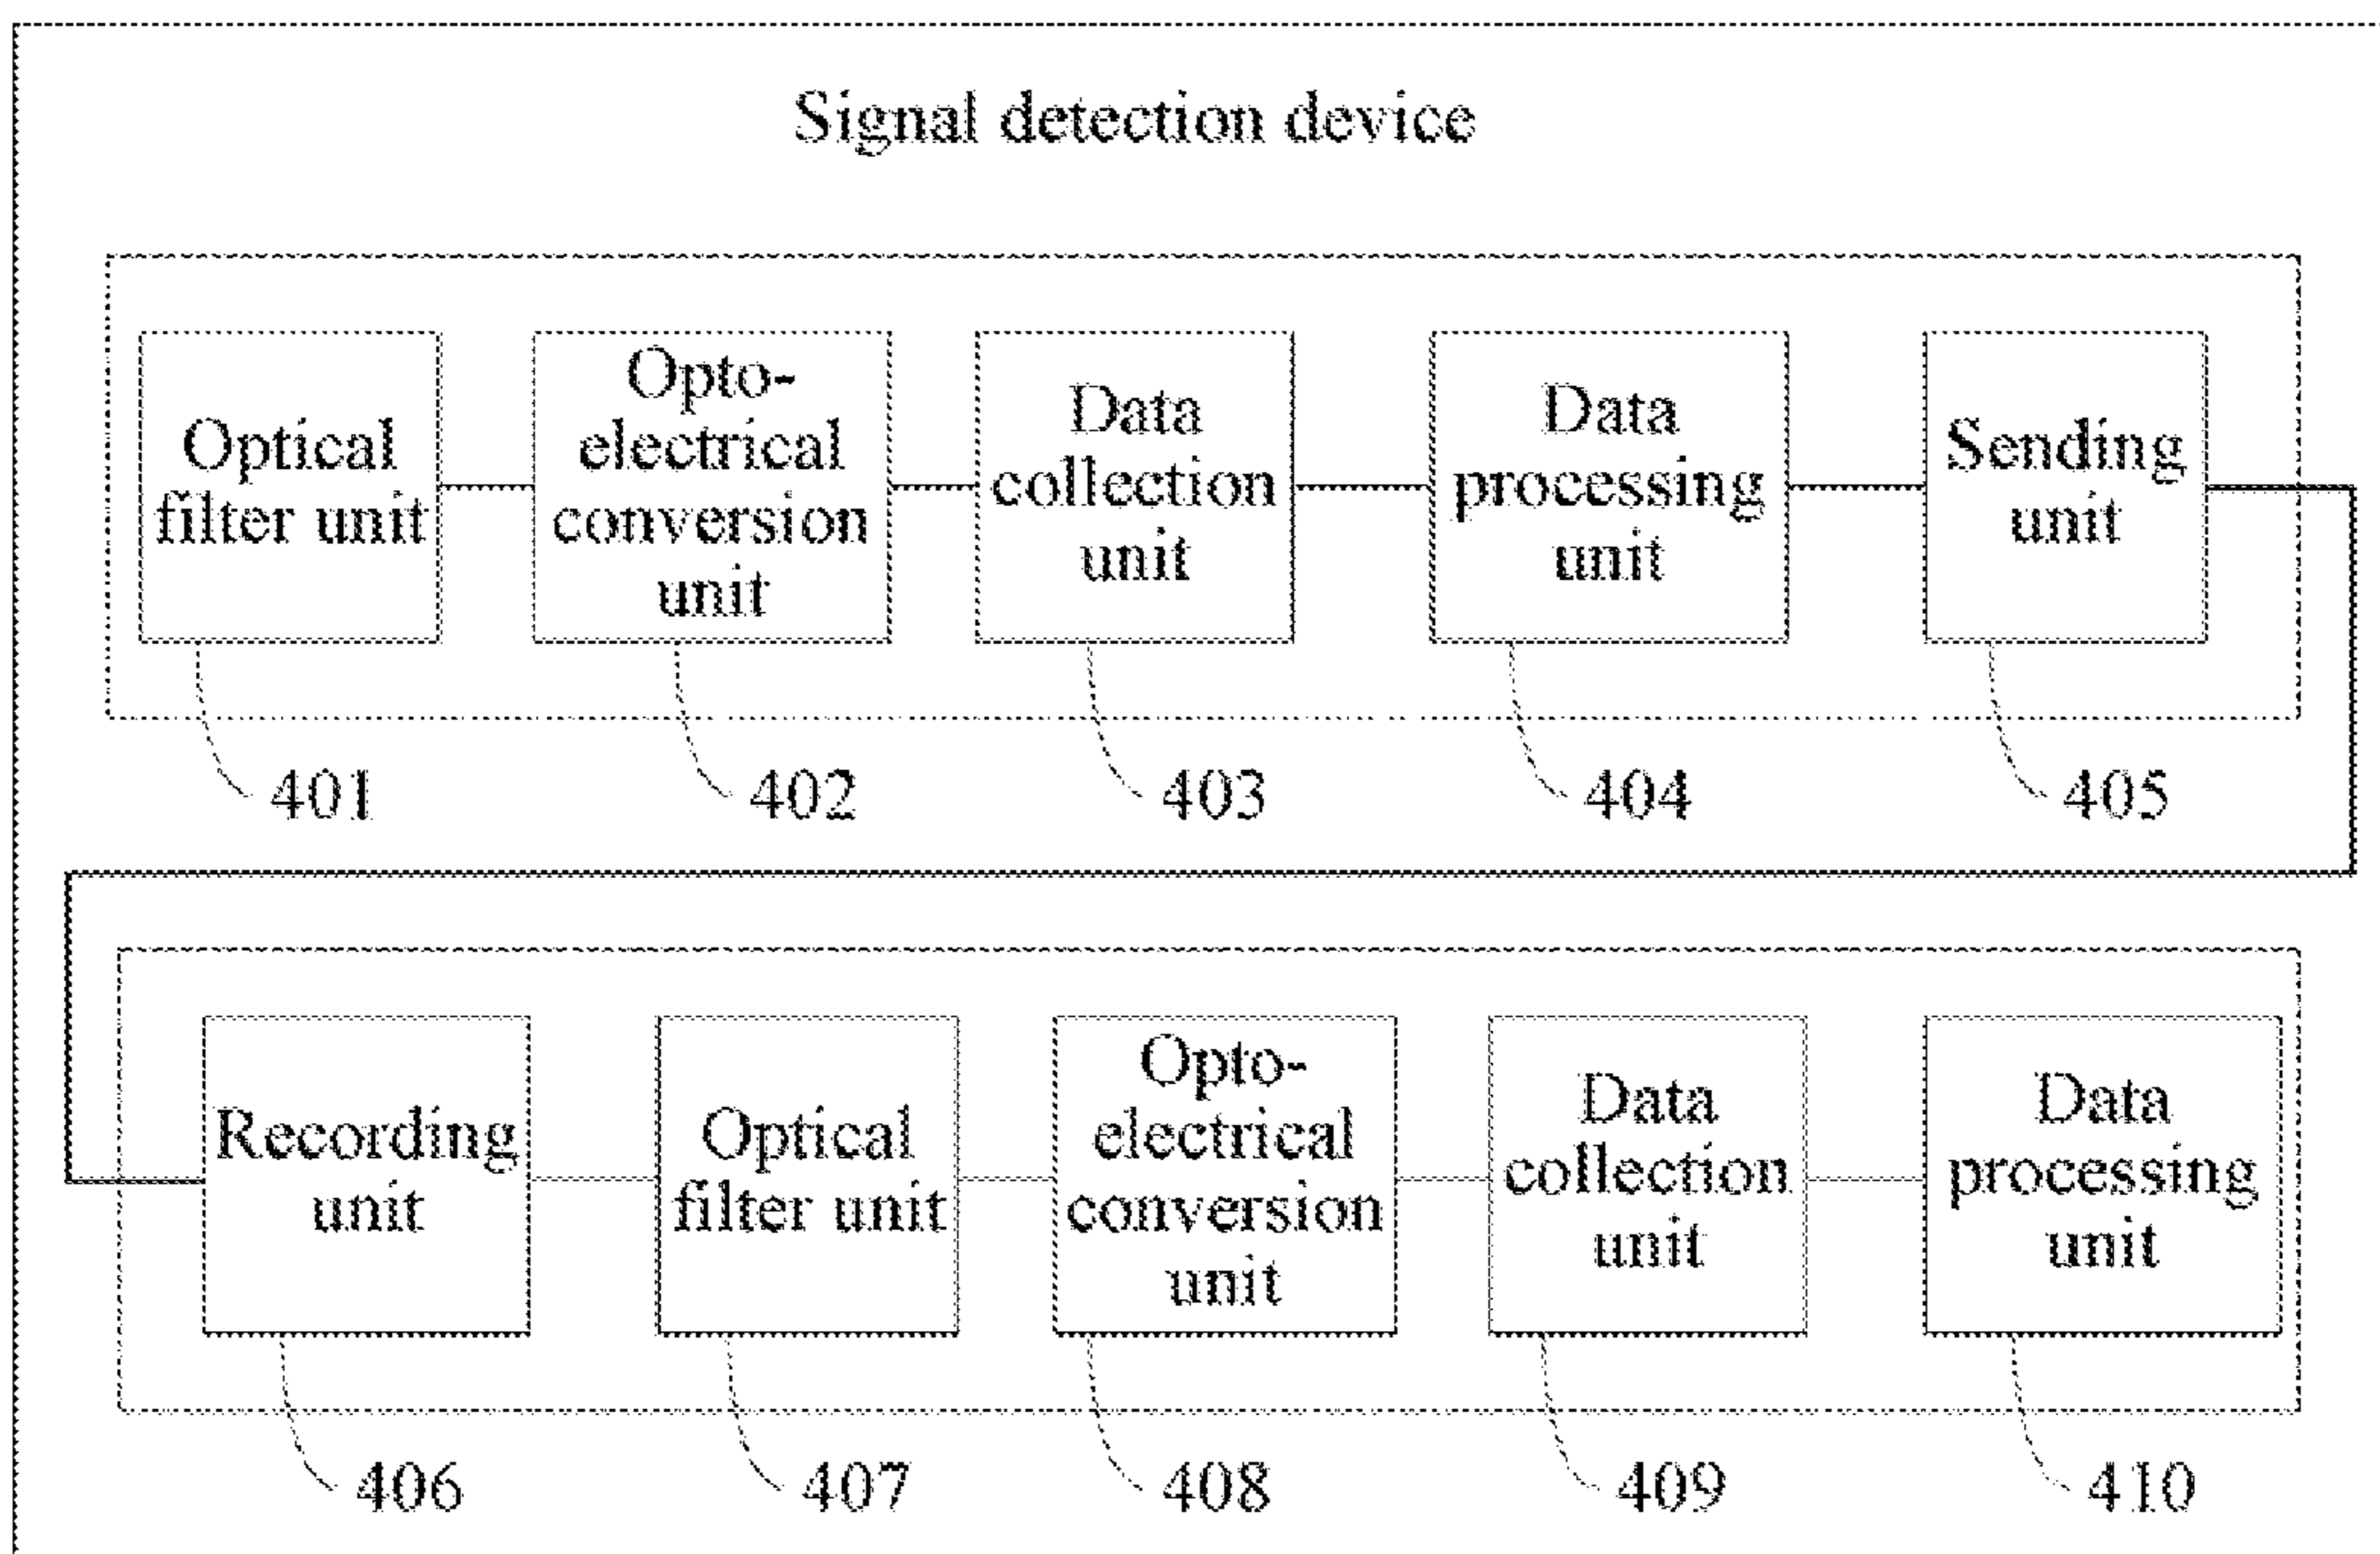 Signal detection device
Optical
filter unit
Opto-
electrical
conversion
unit
Data
collection
unit
Data
processing
unit
Sending
unit
401
402
403
404
405
Recording
unit
Optical
filter unit
Opto-
electrical
conversion
unit
Data
collection
unit
Data
processing
unit
406
407
408
409
410